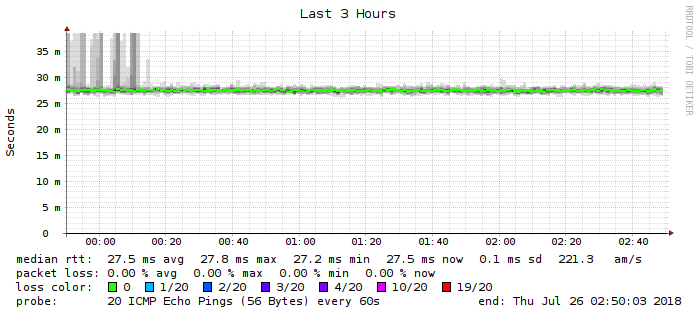 Last 3 Hours
RRDTOOL / TOBI OETIKER
Seconds
35 m
30 m
25 m
20 m
15 m
10 m
5 m
0
00:00 00:20 00:40 01:00 01:20 01:40 02:00 02:20 02:40
median rtt: 27.5 ms avg 27.8 ms max 27.2 ms min 27.5 ms now 0.1 ms sd 221.3 am/s
packet loss: 0.00 % avg 0.00 % max 0.00 % min 0.00 % now
loss color: 0 1/20 2/20 3/20 4/20 10/20 19/20
probe: 20 ICMP Echo Pings (56 Bytes) every 60s end: Thu Jul 26 02:50:03 2018